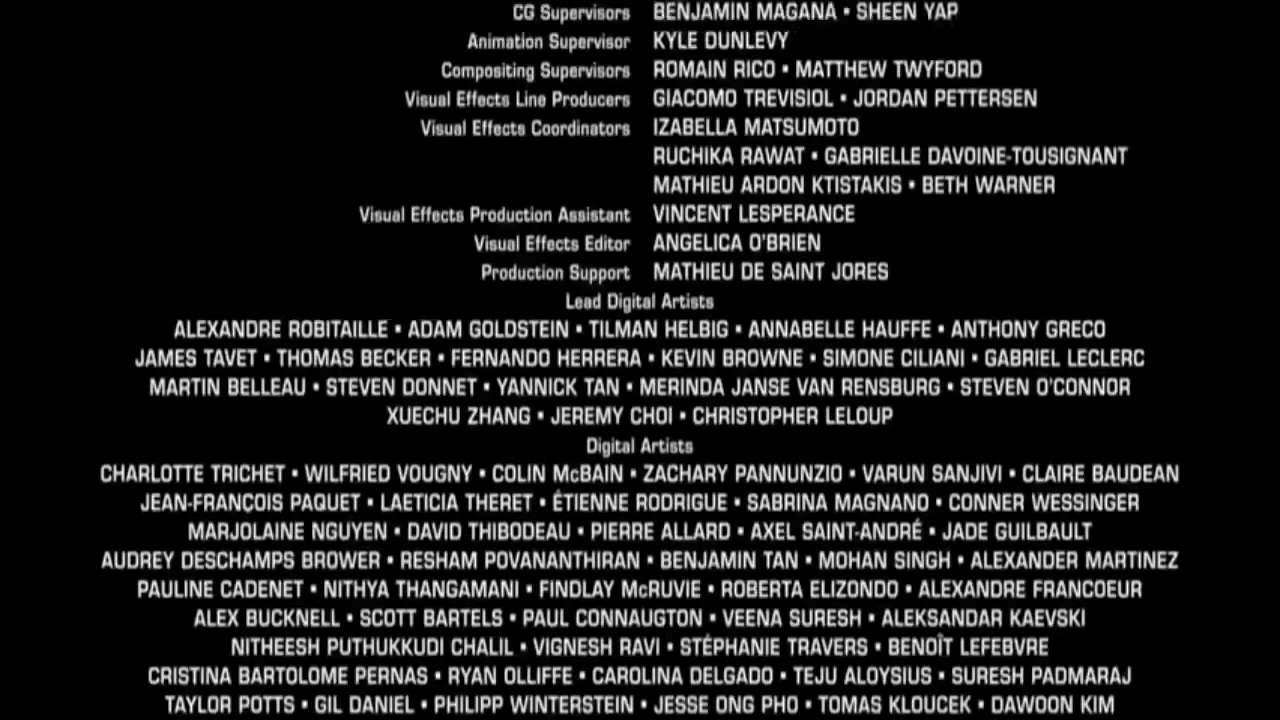 CG Supervisors BENJAMIN MAGANA ▪ SHEEN YAP
Animation Supervisor KYLE DUNLEVY
Compositing Supervisors ROMAIN RICO ▪ MATTHEW TWYFORD
Visual Effects Line Producers GIACOMO TREVISIOL ▪ JORDAN PETTERSEN
Visual Effects Coordinators IZABELLA MATSUMOTO
RUCHIKA RAWAT ▪ GABRIELLE DAVOINE-TOUSIGNANT
MATHIEU ARDON KTISTAKIS ▪ BETH WARNER
Visual Effects Production Assistant VINCENT LESPERANCE
Visual Effects Editor ANGELICA O'BRIEN
Production Support MATHIEU DE SAINT JORES
Lead Digital Artists
ALEXANDRE ROBITAILLE ▪ ADAM GOLDSTEIN ▪ TILMAN HELBIG ▪ ANNABELLE HAUFFE ▪ ANTHONY GRECO
JAMES TAVET ▪ THOMAS BECKER ▪ FERNANDO HERRERA ▪ KEVIN BROWNE ▪ SIMONE CILIANI ▪ GABRIEL LECLERC
MARTIN BELLEAU ▪ STEVEN DONNET ▪ YANNICK TAN ▪ MERINDA JANSE VAN RENSBURG ▪ STEVEN O'CONNOR
XUECHU ZHANG ▪ JEREMY CHOI ▪ CHRISTOPHER LELOUP
Digital Artists
CHARLOTTE TRICHET ▪ WILFRIED VOUGNY ▪ COLIN McBAIN ▪ ZACHARY PANNUNZIO ▪ VARUN SANJIVI ▪ CLAIRE BAUDEAN
JEAN-FRANÇOIS PAQUET ▪ LAETICIA THERET ▪ ÉTIENNE RODRIGUE ▪ SABRINA MAGNANO ▪ CONNER WESSINGER
MARJOLAINE NGUYEN ▪ DAVID THIBODEAU ▪ PIERRE ALLARD ▪ AXEL SAINT-ANDRÉ ▪ JADE GUILBAULT
AUDREY DESCHAMPS BROWER ▪ RESHAM POVANANTHIRAN ▪ BENJAMIN TAN ▪ MOHAN SINGH ▪ ALEXANDER MARTINEZ
PAULINE CADENET ▪ NITHYA THANGAMANI ▪ FINDLAY McRUVIE ▪ ROBERTA ELIZONDO ▪ ALEXANDRE FRANCOEUR
ALEX BUCKNELL ▪ SCOTT BARTELS ▪ PAUL CONNAUGTON ▪ VEENA SURESH ▪ ALEKSANDAR KAEVSKI
NITHEESH PUTHUKKUDI CHALIL ▪ VIGNESH RAVI ▪ STÉPHANIE TRAVERS ▪ BENOÎT LEFEBVRE
CRISTINA BARTOLOME PERNAS ▪ RYAN OLLIFFE ▪ CAROLINA DELGADO ▪ TEJU ALOYSIUS ▪ SURESH PADMARAJ
TAYLOR POTTS ▪ GIL DANIEL ▪ PHILIPP WINTERSTEIN ▪ JESSE ONG PHO ▪ TOMAS KLOUCEK ▪ DAWOON KIM